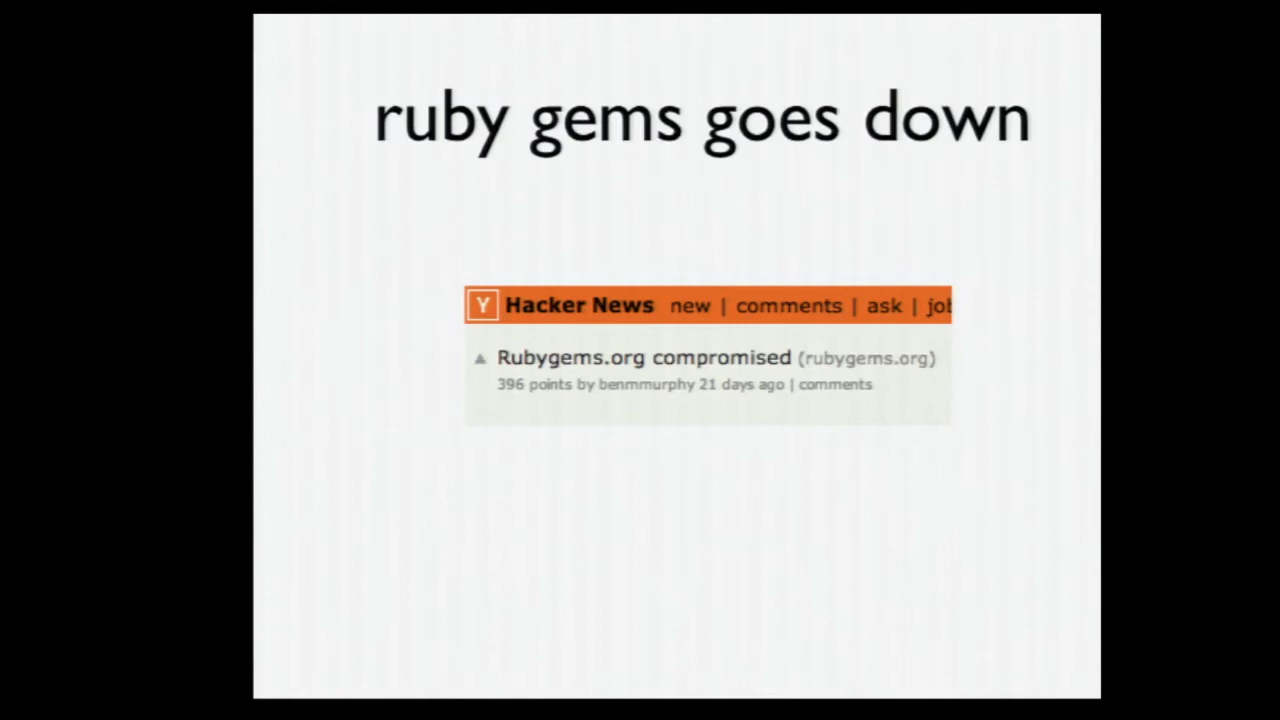 ruby gems goes down
Y Hacker News new | comments | ask | job
▲ Rubygems.org compromised (rubygems.org)
396 points by benmmurphy 21 days ago | comments